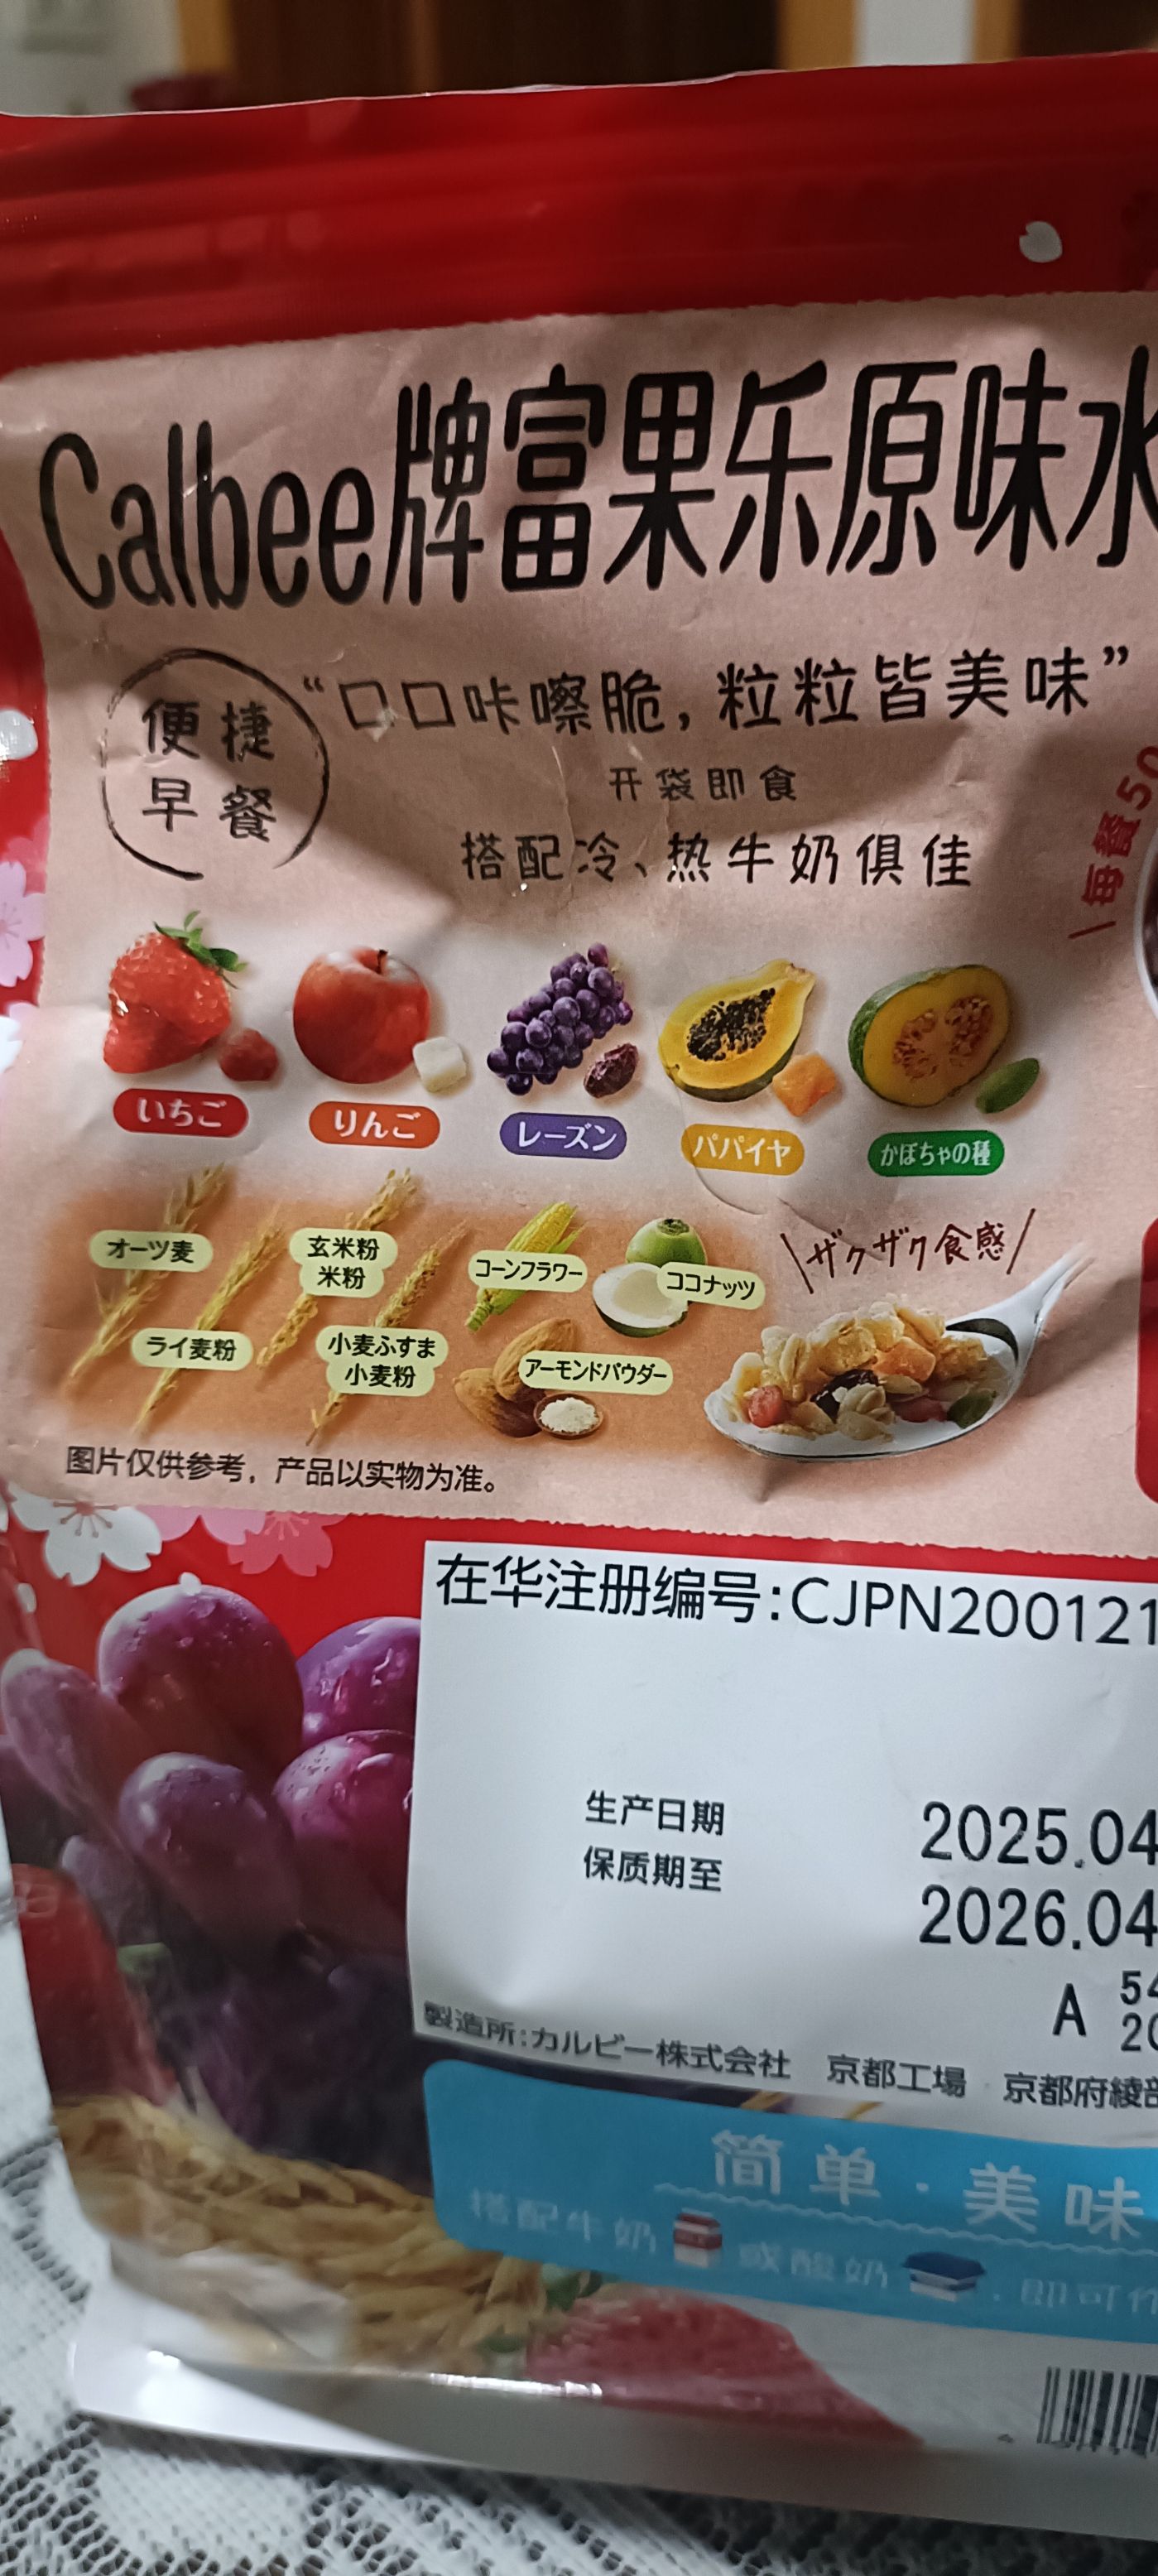 Calbee牌富果乐原味水
便捷
早餐
“口口咔嚓脆,粒粒皆美味”
开袋即食
搭配冷、热牛奶俱佳
每餐50
いちご
りんご
レーズン
パパイヤ
かぼちゃの種
オーツ麦
玄米粉
米粉
コーンフラワー
ココナッツ
ザクザク食感
ライ麦粉
小麦ふすま
小麦粉
アーモンドパウダー
图片仅供参考，产品以实物为准。
在华注册编号:CJPN200121
生产日期 2025.04
保质期至 2026.04
A 54
20
製造所:カルビー株式会社 京都工場 京都府綾部
简单·美味
搭配牛奶 或酸奶 , 即可作